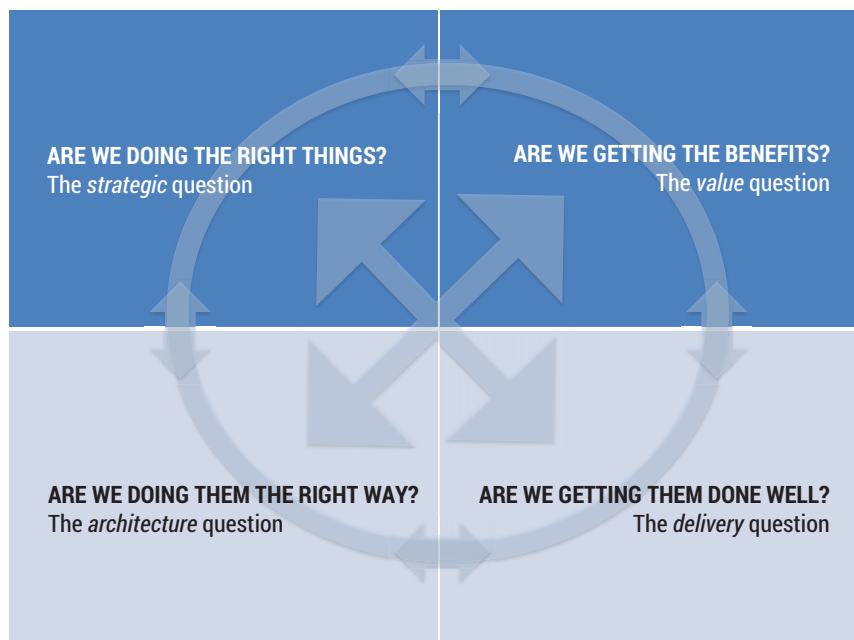 ARE WE DOING THE RIGHT THINGS?
The strategic question
ARE WE GETTING THE BENEFITS?
The value question
ARE WE DOING THEM THE RIGHT WAY?
The architecture question
ARE WE GETTING THEM DONE WELL?
The delivery question